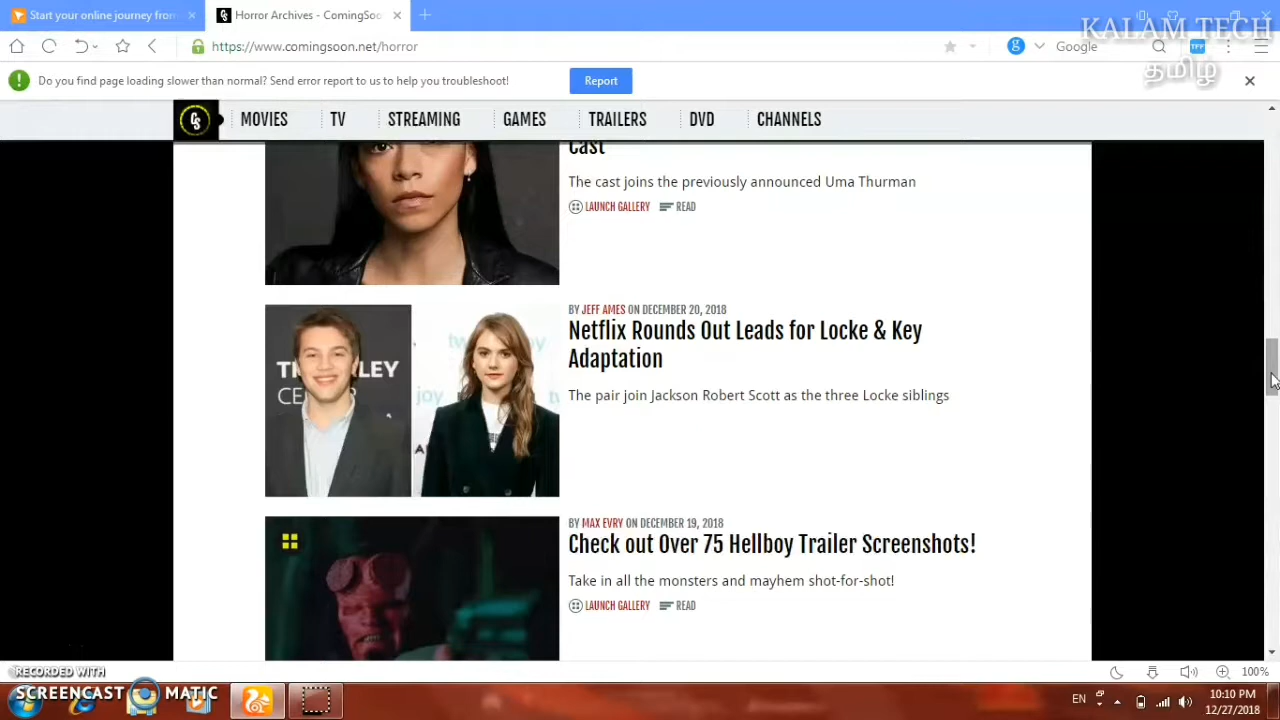 Start your online journey from
Horror Archives - ComingSoo
KALAM TECH
தமிழ்
https://www.comingsoon.net/horror
Google
Do you find page loading slower than normal? Send error report to us to help you troubleshoot!
Report
CS
MOVIES
TV
STREAMING
GAMES
TRAILERS
DVD
CHANNELS
Cast
The cast joins the previously announced Uma Thurman
LAUNCH GALLERY READ
BY JEFF AMES ON DECEMBER 20, 2018
Netflix Rounds Out Leads for Locke & Key
Adaptation
The pair join Jackson Robert Scott as the three Locke siblings
BY MAX EVRY ON DECEMBER 19, 2018
Check out Over 75 Hellboy Trailer Screenshots!
Take in all the monsters and mayhem shot-for-shot!
LAUNCH GALLERY READ
100%
RECORDED WITH
SCREENCAST MATIC
EN
10:10 PM
12/27/2018